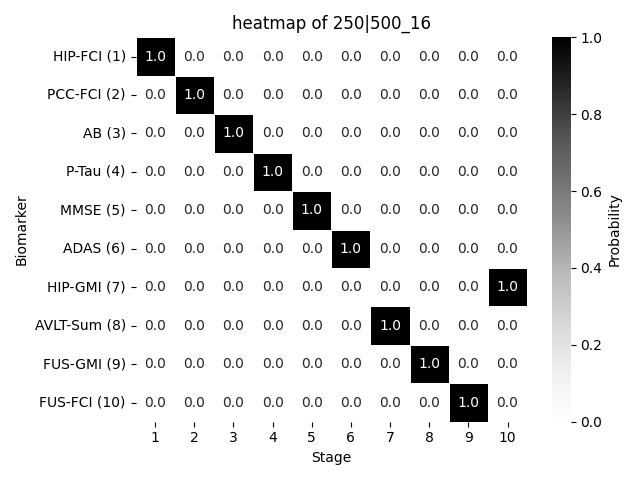 heatmap of 250|500_16
HIP-FCI (1) 1.0 0.0 0.0 0.0 0.0 0.0 0.0 0.0 0.0 0.0
PCC-FCI (2) 0.0 1.0 0.0 0.0 0.0 0.0 0.0 0.0 0.0 0.0
AB (3) 0.0 0.0 1.0 0.0 0.0 0.0 0.0 0.0 0.0 0.0
P-Tau (4) 0.0 0.0 0.0 1.0 0.0 0.0 0.0 0.0 0.0 0.0
MMSE (5) 0.0 0.0 0.0 0.0 1.0 0.0 0.0 0.0 0.0 0.0
ADAS (6) 0.0 0.0 0.0 0.0 0.0 1.0 0.0 0.0 0.0 0.0
HIP-GMI (7) 0.0 0.0 0.0 0.0 0.0 0.0 0.0 0.0 0.0 1.0
AVLT-Sum (8) 0.0 0.0 0.0 0.0 0.0 0.0 1.0 0.0 0.0 0.0
FUS-GMI (9) 0.0 0.0 0.0 0.0 0.0 0.0 0.0 1.0 0.0 0.0
FUS-FCI (10) 0.0 0.0 0.0 0.0 0.0 0.0 0.0 0.0 1.0 0.0
1 2 3 4 5 6 7 8 9 10
Stage
Biomarker
1.0
0.8
0.6
0.4
0.2
0.0
Probability